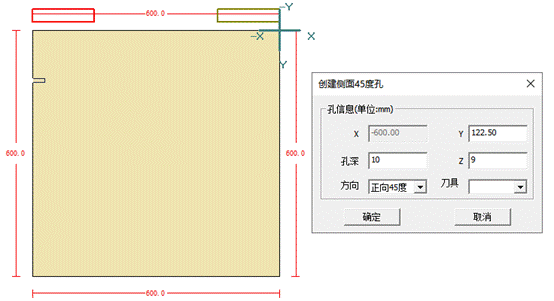 600.0
-Y
-X
X
Y
600.0
600.0
600.0
创建侧面45度孔
孔信息(单位:mm)
X -600.00 Y 122.50
孔深 10 Z 9
方向 正向45度 刀具
确定 取消